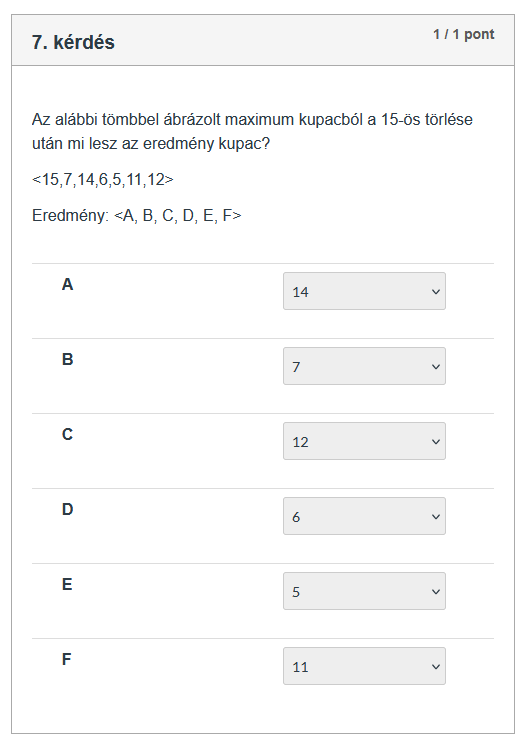 7. kérdés
1 / 1 pont
Az alábbi tömbbel ábrázolt maximum kupacból a 15-ös törlése
után mi lesz az eredmény kupac?
<15,7,14,6,5,11,12>
Eredmény: <A, B, C, D, E, F>
A
14
B
7
C
12
D
6
E
5
F
11